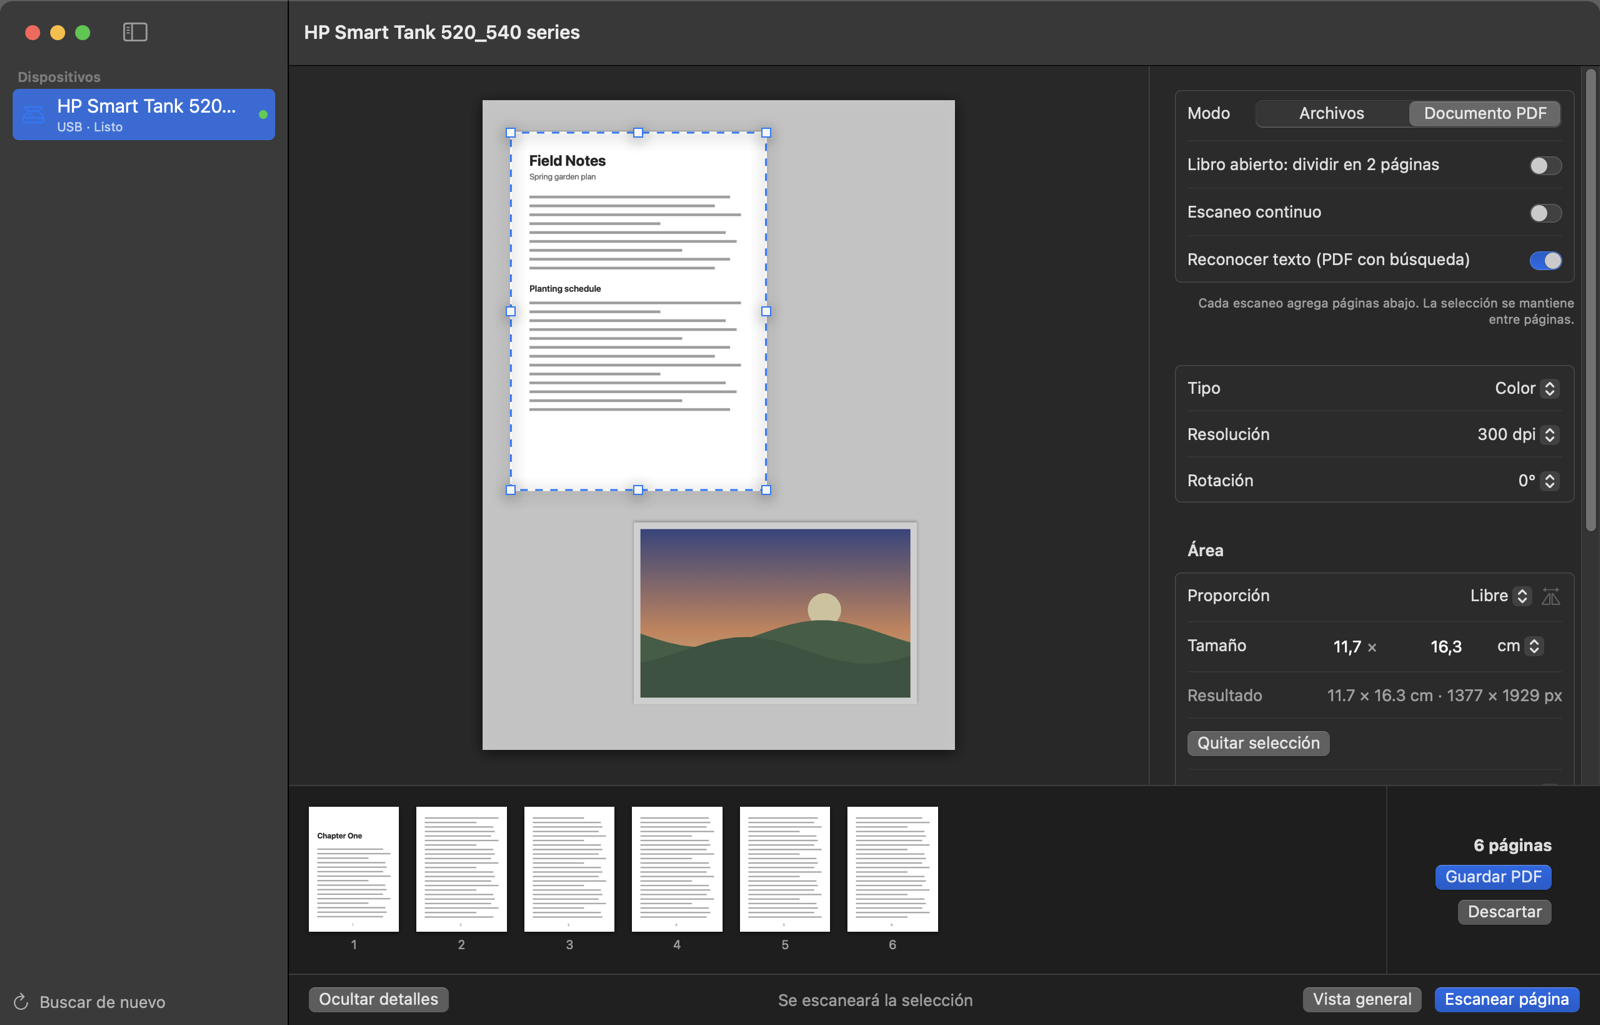 HP Smart Tank 520_540 series
Dispositivos
HP Smart Tank 520...
USB · Listo
Buscar de nuevo
Field Notes
Spring garden plan
Planting schedule
Modo
Archivos
Documento PDF
Libro abierto: dividir en 2 páginas
Escaneo continuo
Reconocer texto (PDF con búsqueda)
Cada escaneo agrega páginas abajo. La selección se mantiene
entre páginas.
Tipo
Color
Resolución
300 dpi
Rotación
0°
Área
Proporción
Libre
Tamaño
11,7 × 16,3 cm
Resultado
11.7 × 16.3 cm · 1377 × 1929 px
Quitar selección
Chapter One
1
2
3
4
5
6
6 páginas
Guardar PDF
Descartar
Ocultar detalles
Se escaneará la selección
Vista general
Escanear página